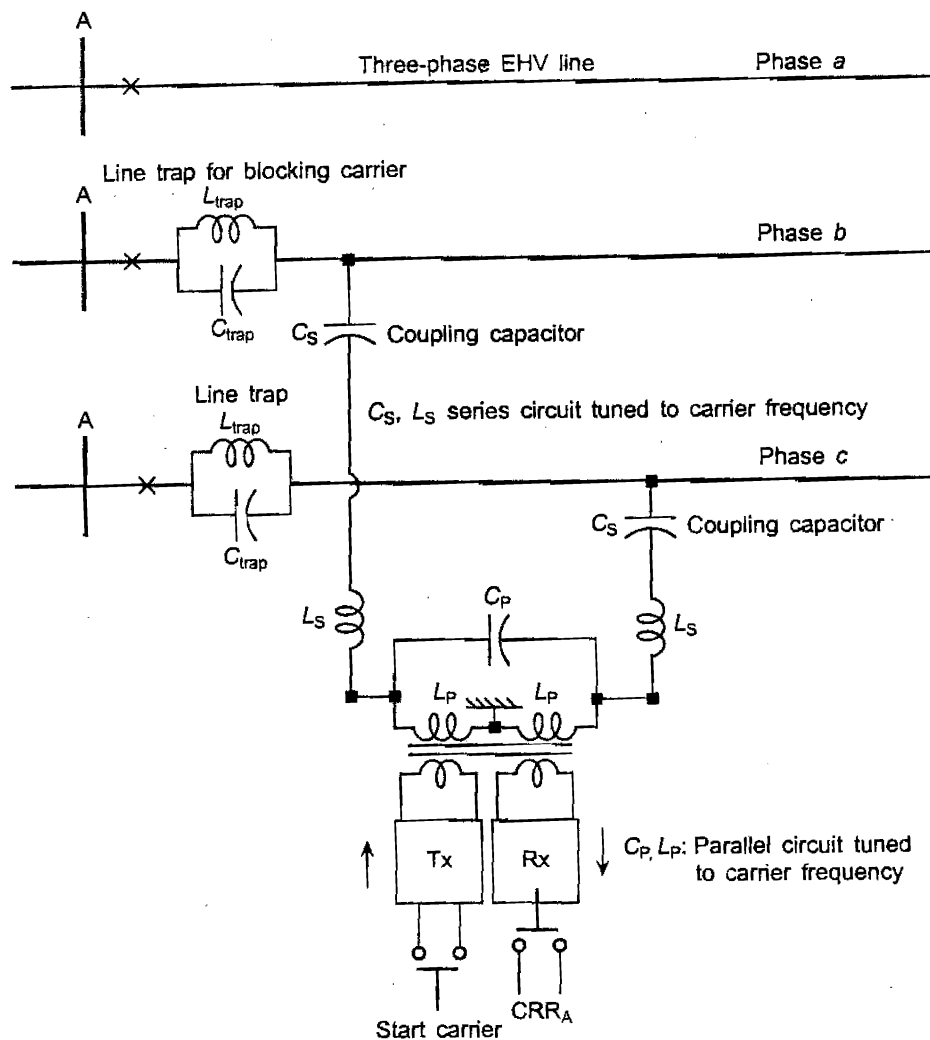 A
Three-phase EHV line
Phase a
Line trap for blocking carrier
A
L_trap
Phase b
C_trap
C_S
Coupling capacitor
Line trap
A
L_trap
C_S, L_S series circuit tuned to carrier frequency
Phase c
C_S
Coupling capacitor
C_trap
L_S
C_P
L_S
L_P
L_P
Tx
Rx
C_P, L_P: Parallel circuit tuned
to carrier frequency
Start carrier
CRR_A